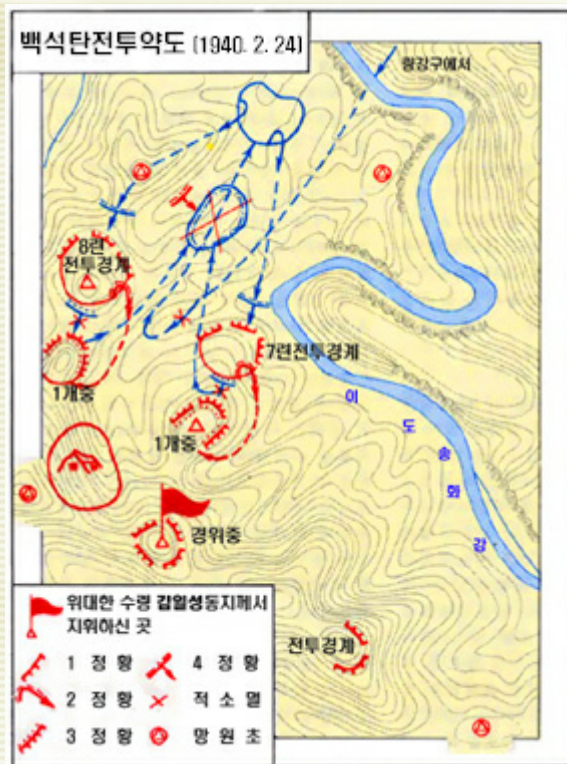 백석탄전투약도 (1940. 2. 24)
황강구에서
8련
전투경계
7련전투경계
1개중
1개중
이도송화강
경위중
전투경계
위대한 수령 김일성동지께서
지휘하신 곳
1 정황
4 정황
2 정황
적소멸
3 정황
망원초